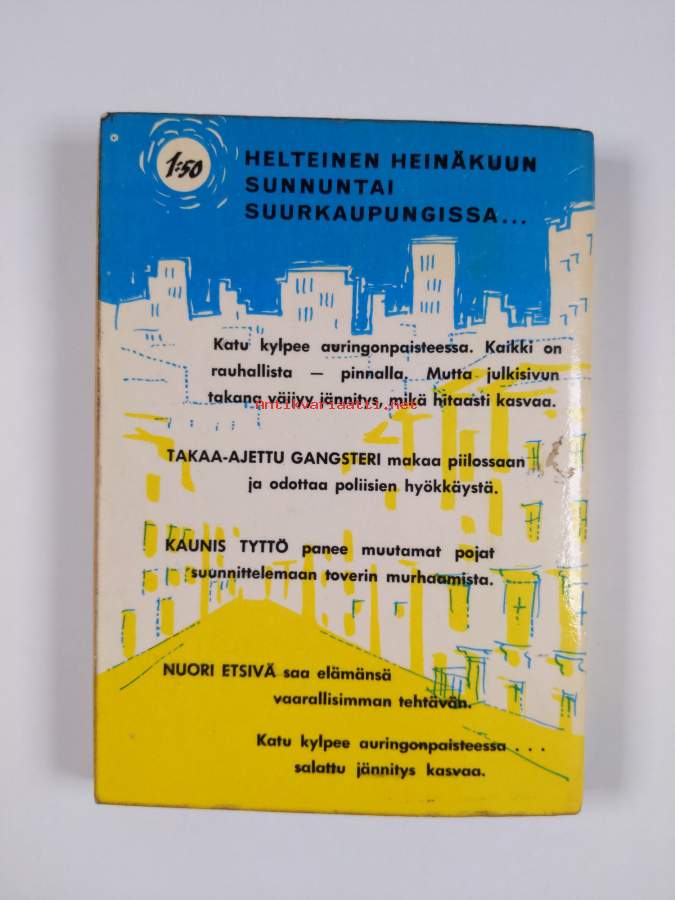 1:50
HELTEINEN HEINÄKUUN
SUNNUNTAI
SUURKAUPUNGISSA...
Katu kylpee auringonpaisteessa. Kaikki on
rauhallista — pinnalla. Mutta julkisivun
takana väijyy jännitys, mikä hitaasti kasvaa.
Antikvariaatti.net
TAKAA-AJETTU GANGSTERI makaa piilossaan
ja odottaa poliisien hyökkäystä.
KAUNIS TYTTÖ panee muutamat pojat
suunnittelemaan toverin murhaamista.
NUORI ETSIVÄ saa elämänsä
vaarallisimman tehtävän.
Katu kylpee auringonpaisteessa ...
salattu jännitys kasvaa.